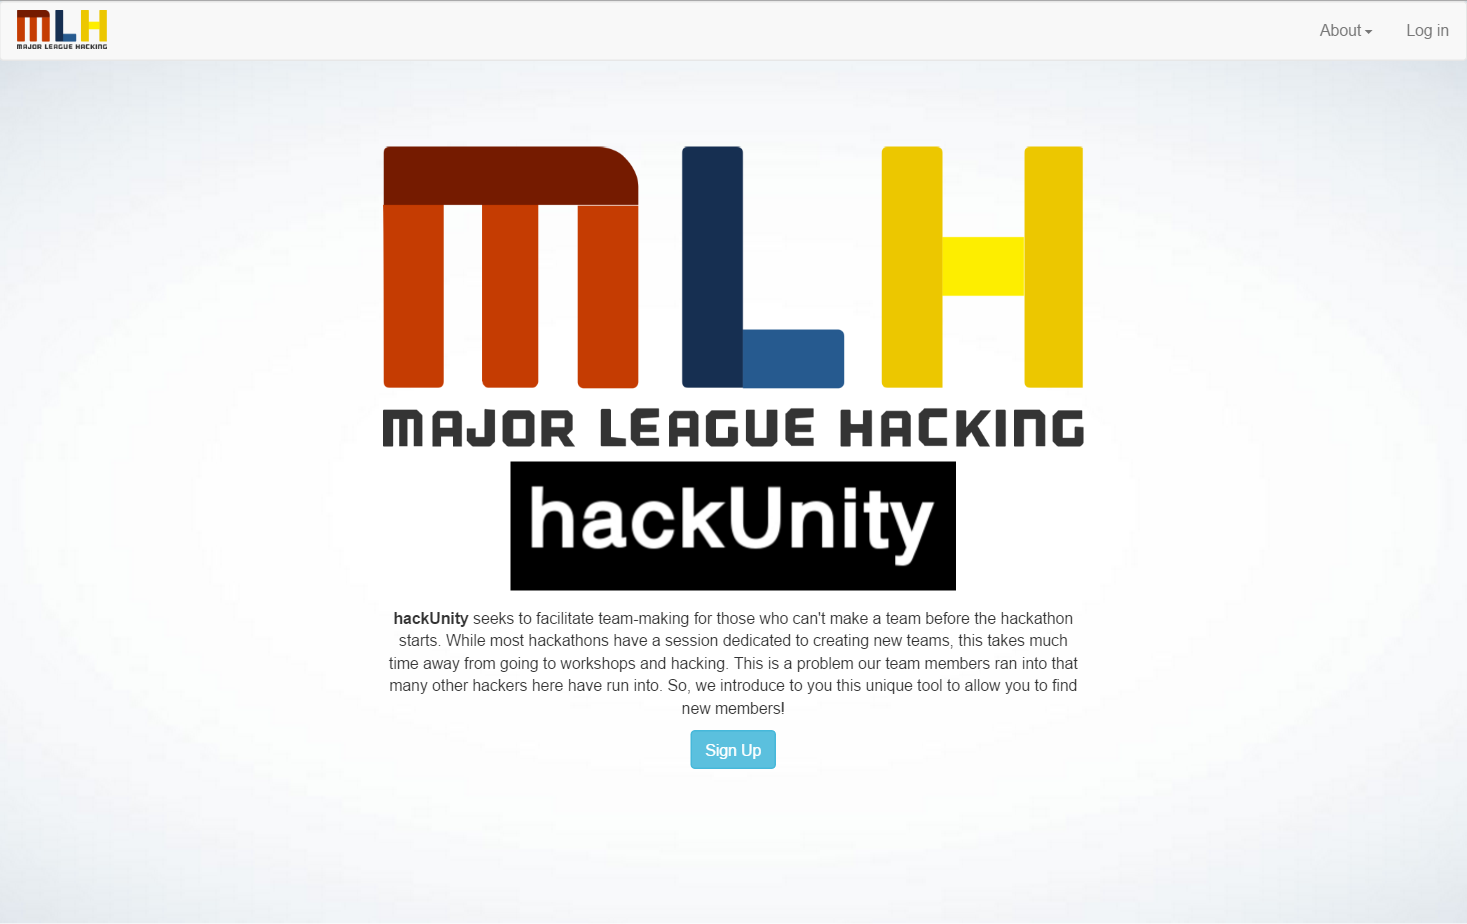 MLH
MAJOR LEAGUE HACKING
About
Log in
MLH
MAJOR LEAGUE HACKING
hackUnity
hackUnity seeks to facilitate team-making for those who can't make a team before the hackathon
starts. While most hackathons have a session dedicated to creating new teams, this takes much
time away from going to workshops and hacking. This is a problem our team members ran into that
many other hackers here have run into. So, we introduce to you this unique tool to allow you to find
new members!
Sign Up